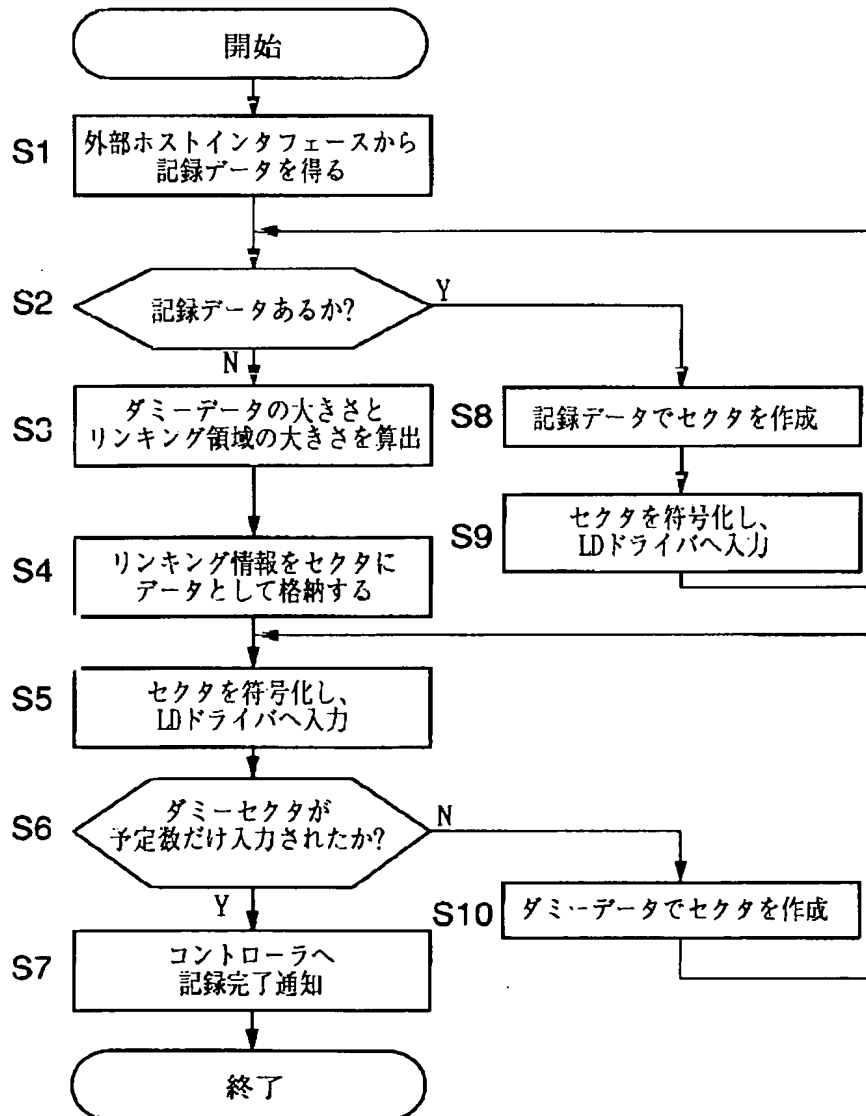 開始
S1
外部ホストインタフェースから
記録データを得る
S2
記録データあるか?
Y
N
S3
ダミーデータの大きさと
リンキング領域の大きさを算出
S8
記録データでセクタを作成
S9
セクタを符号化し、
LDドライバへ入力
S4
リンキング情報をセクタに
データとして格納する
S5
セクタを符号化し、
LDドライバへ入力
S6
ダミーセクタが
予定数だけ入力されたか?
N
Y
S10
ダミーデータでセクタを作成
S7
コントローラへ
記録完了通知
終了